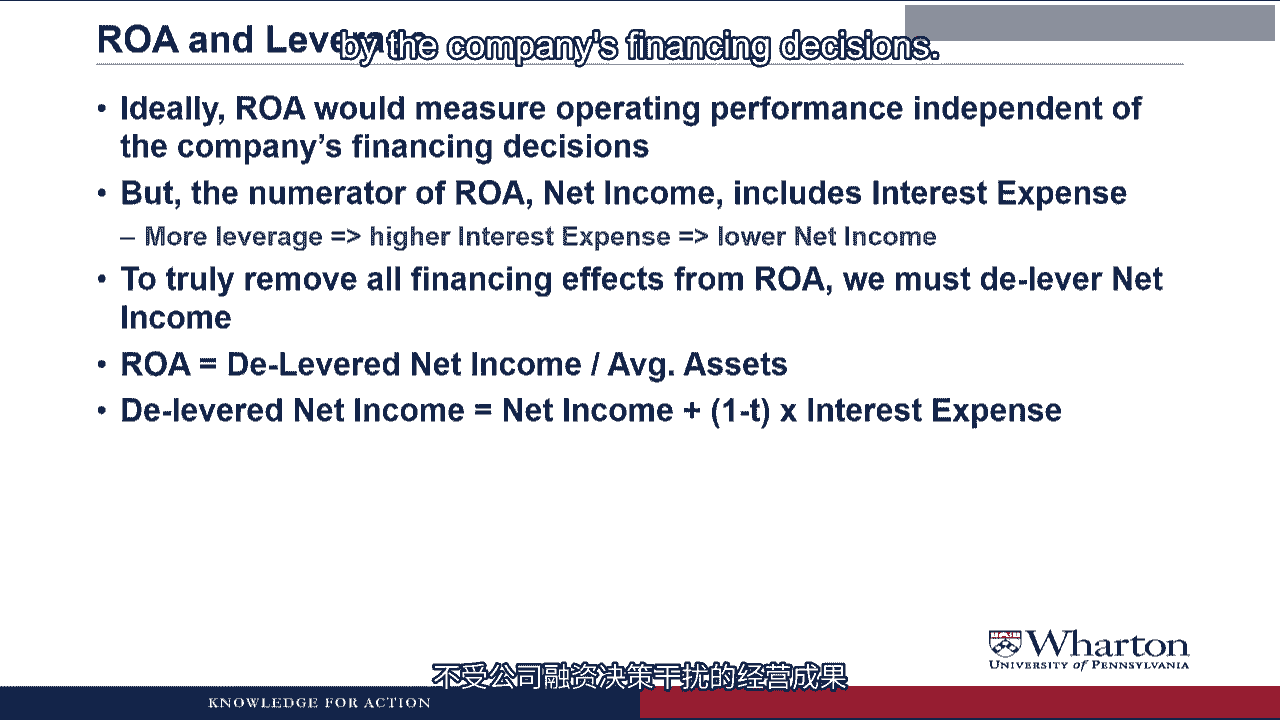 ROA and Leverage
by the company's financing decisions.
• Ideally, ROA would measure operating performance independent of
the company's financing decisions
• But, the numerator of ROA, Net Income, includes Interest Expense
– More leverage => higher Interest Expense => lower Net Income
• To truly remove all financing effects from ROA, we must de-lever Net
Income
• ROA = De-Levered Net Income / Avg. Assets
• De-levered Net Income = Net Income + (1-t) x Interest Expense
Wharton
UNIVERSITY of PENNSYLVANIA
不受公司融资决策干扰的经营成果
KNOWLEDGE FOR ACTION